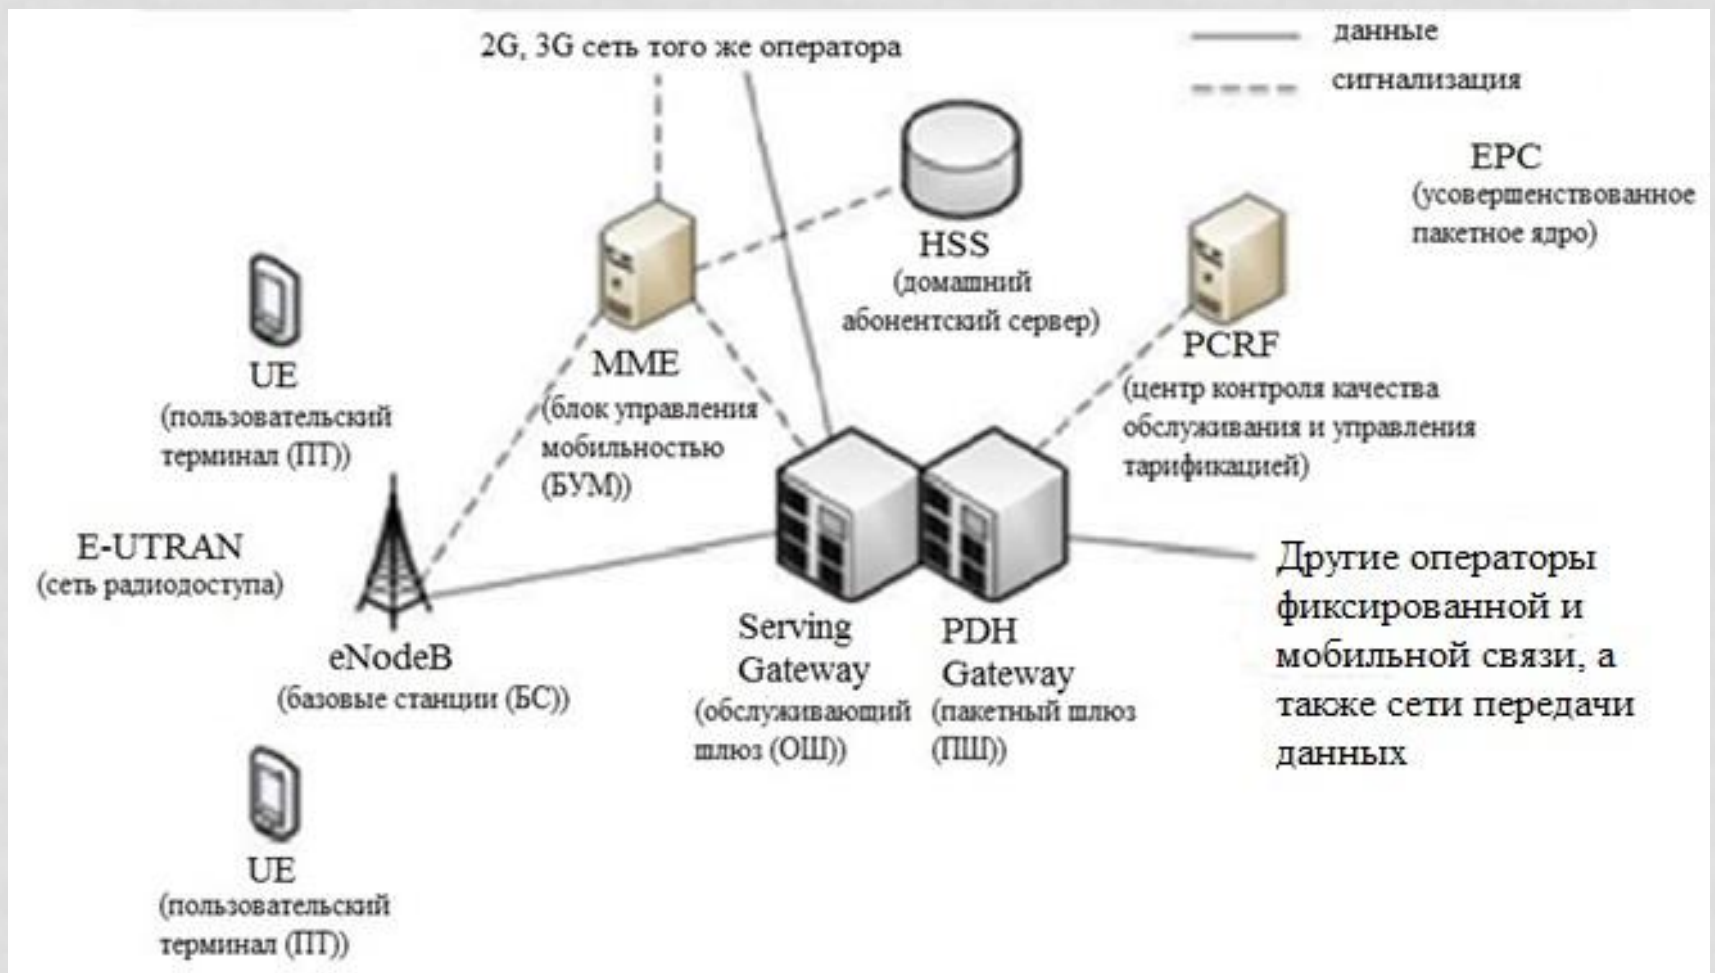 2G, 3G сеть того же оператора
данные
сигнализация
EPC
(усовершенствованное
пакетное ядро)
HSS
(домашний
абонентский сервер)
PCRF
(центр контроля качества
обслуживания и управления
тарификацией)
MME
(блок управления
мобильностью
(БУМ))
UE
(пользовательский
терминал (ПТ))
E-UTRAN
(сеть радиодоступа)
eNodeB
(базовые станции (БС))
Serving
Gateway
(обслуживающий
шлюз (ОШ))
PDH
Gateway
(пакетный шлюз
(ПШ))
Другие операторы
фиксированной и
мобильной связи, а
также сети передачи
данных
UE
(пользовательский
терминал (ПТ))